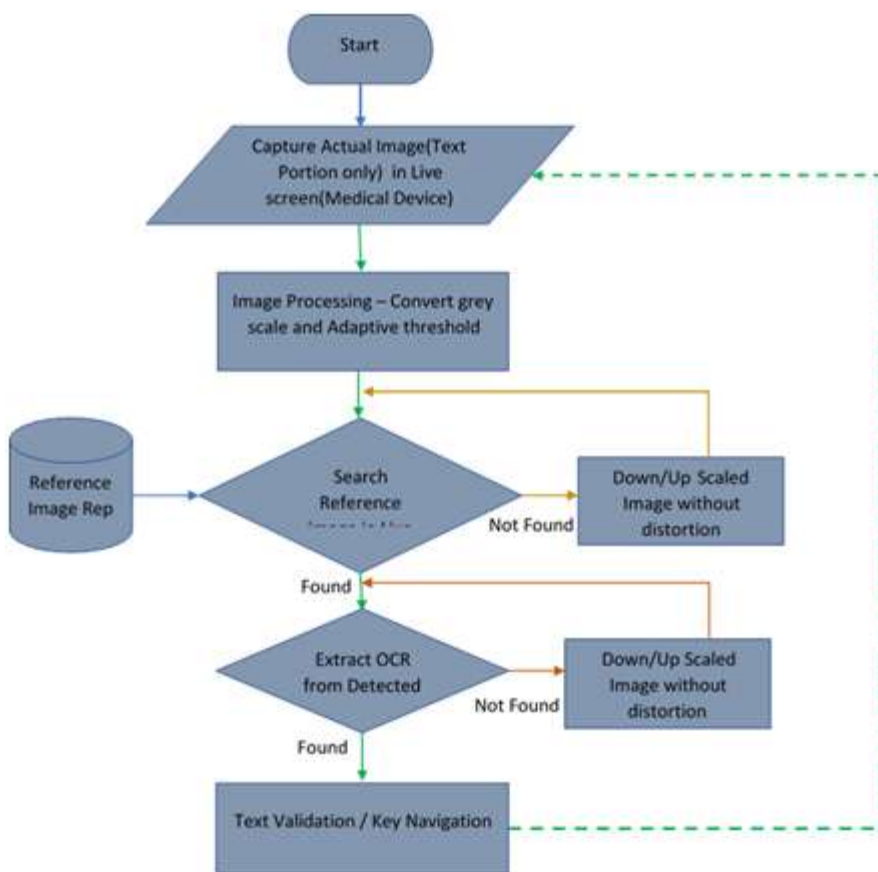 Start
Capture Actual Image(Text
Portion only) in Live
screen(Medical Device)
Image Processing – Convert grey
scale and Adaptive threshold
Reference
Image Rep
Search
Reference
Not Found
Down/Up Scaled
Image without
distortion
Found
Extract OCR
from Detected
Not Found
Down/Up Scaled
Image without
distortion
Found
Text Validation / Key Navigation